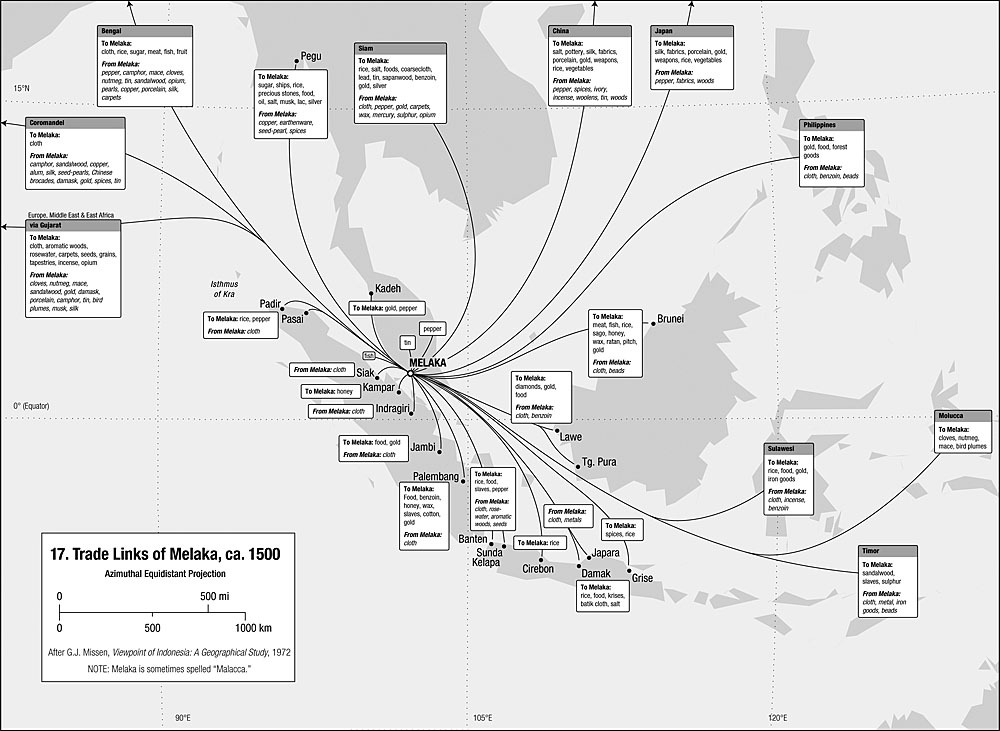 Bengal
To Melaka:
cloth, rice, sugar, meat, fish, fruit
From Melaka:
pepper, camphor, mace, cloves,
nutmeg, tin, sandalwood, opium,
pearls, copper, porcelain, silk,
carpets
Pegu
To Melaka:
sugar, ships, rice,
precious stones, food,
oil, salt, musk, lac, silver
From Melaka:
copper, earthenware,
seed-pearl, spices
Siam
To Melaka:
rice, salt, foods, coarsecloth,
lead, tin, sapanwood, benzoin,
gold, silver
From Melaka:
cloth, pepper, gold, carpets,
wax, mercury, sulphur, opium
China
To Melaka:
salt, pottery, silk, fabrics,
porcelain, gold, weapons,
rice, vegetables
From Melaka:
pepper, spices, ivory,
incense, woolens, tin, woods
Japan
To Melaka:
silk, fabrics, porcelain, gold,
weapons, rice, vegetables
From Melaka:
pepper, fabrics, woods
15°N
Coromandel
To Melaka:
cloth
From Melaka:
camphor, sandalwood, copper,
alum, silk, seed-pearls, Chinese
brocades, damask, gold, spices, tin
Philippines
To Melaka:
gold, food, forest
goods
From Melaka:
cloth, benzoin, beads
Europe, Middle East & East Africa
via Gujarat
To Melaka:
cloth, aromatic woods,
rosewater, carpets, seeds, grains,
tapestries, incense, opium
From Melaka:
cloves, nutmeg, mace,
sandalwood, gold, damask,
porcelain, camphor, tin, bird
plumes, musk, silk
Isthmus
of Kra
Kadeh
To Melaka: gold, pepper
Padir
Pasai
To Melaka: rice, pepper
From Melaka: cloth
pepper
tin
fish
MELAKA
Brunei
To Melaka:
meat, fish, rice,
sago, honey,
wax, ratan, pitch,
gold
From Melaka:
cloth, beads
From Melaka: cloth
Siak
To Melaka: honey
Kampar
0° (Equator)
From Melaka: cloth
Indragiri
To Melaka:
diamonds, gold,
food
From Melaka:
cloth, benzoin
Lawe
Tg. Pura
Molucca
To Melaka:
cloves, nutmeg,
mace, bird plumes
To Melaka: food, gold
From Melaka: cloth
Jambi
Sulawesi
To Melaka:
rice, food, gold,
iron goods
From Melaka:
cloth, incense,
benzoin
Palembang
To Melaka:
Food, benzoin,
honey, wax,
slaves, cotton,
gold
From Melaka:
cloth
To Melaka:
rice, food,
slaves, pepper
From Melaka:
cloth, rose-
water, aromatic
woods, seeds
Banten
Sunda
Kelapa
To Melaka: rice
Cirebon
From Melaka:
cloth, metals
Japara
To Melaka:
spices, rice
Grise
Damak
To Melaka:
rice, food, krises,
batik cloth, salt
Timor
To Melaka:
sandalwood,
slaves, sulphur
From Melaka:
cloth, metal, iron
goods, beads
17. Trade Links of Melaka, ca. 1500
Azimuthal Equidistant Projection
0 500 mi
0 500 1000 km
After G.J. Missen, Viewpoint of Indonesia: A Geographical Study, 1972
NOTE: Melaka is sometimes spelled “Malacca.”
90°E 105°E 120°E